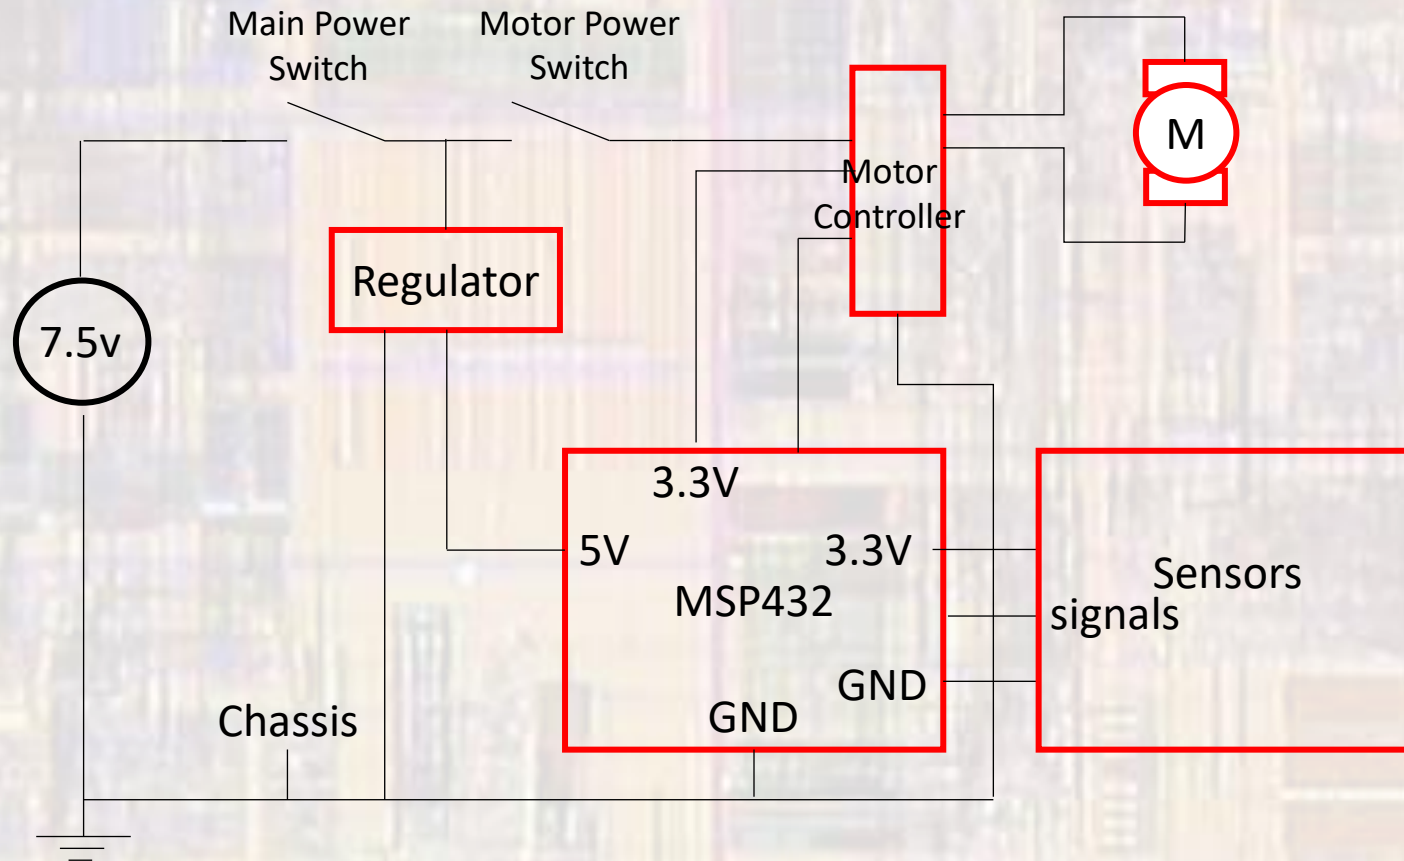 Main Power
Switch
Motor Power
Switch
M
Motor
Controller
Regulator
7.5v
3.3V
5V
3.3V
MSP432
Sensors
signals
GND
GND
Chassis